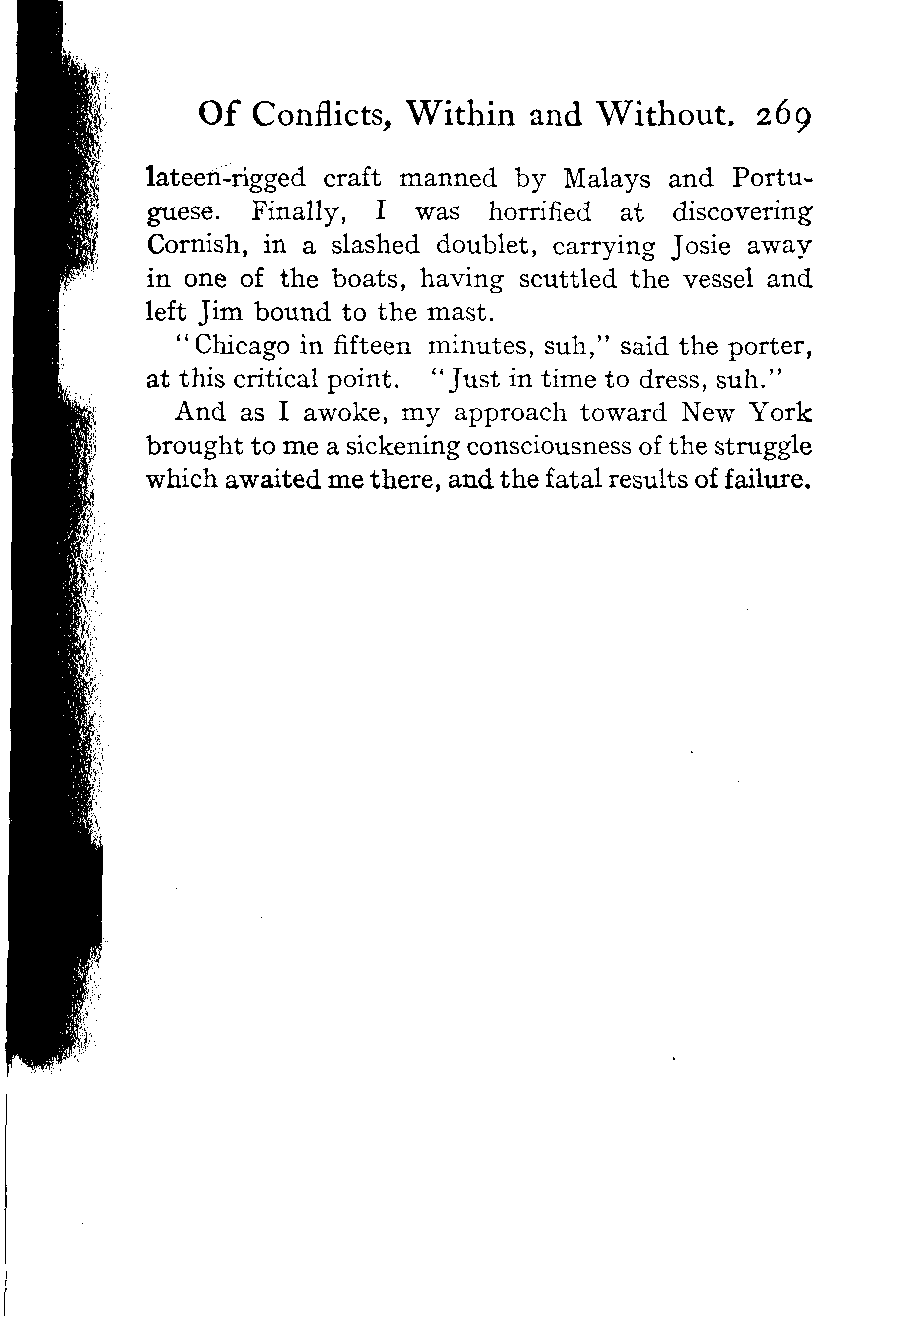 Of Conflicts, Within and Without. 269
lateen-rigged craft manned by Malays and Portu-
guese. Finally, I was horrified at discovering
Cornish, in a slashed doublet, carrying Josie away
in one of the boats, having scuttled the vessel and
left Jim bound to the mast.
"Chicago in fifteen minutes, suh," said the porter,
at this critical point. "Just in time to dress, suh."
And as I awoke, my approach toward New York
brought to me a sickening consciousness of the struggle
which awaited me there, and the fatal results of failure.